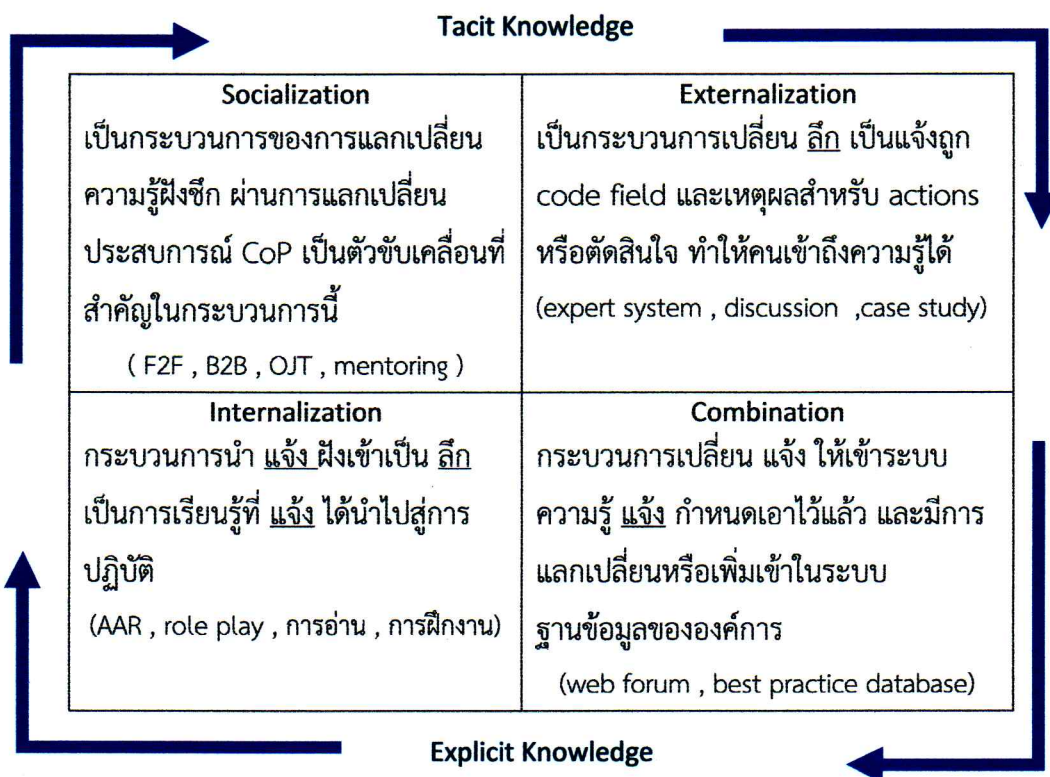 Tacit Knowledge
Socialization
เป็นกระบวนการของการแลกเปลี่ยน
ความรู้ฝังซึก ผ่านการแลกเปลี่ยน
ประสบการณ์ CoP เป็นตัวขับเคลื่อนที่
สำคัญในกระบวนการนี้
( F2F , B2B , OJT , mentoring )
Externalization
เป็นกระบวนการเปลี่ยน ลึก เป็นแจ้งถูก
code field และเหตุผลสำหรับ actions
หรือตัดสินใจ ทำให้คนเข้าถึงความรู้ได้
(expert system , discussion ,case study)
Internalization
กระบวนการนำ แจ้ง ฝังเข้าเป็น ลึก
เป็นการเรียนรู้ที่ แจ้ง ได้นำไปสู่การ
ปฏิบัติ
(AAR , role play , การอ่าน , การฝึกงาน)
Combination
กระบวนการเปลี่ยน แจ้ง ให้เข้าระบบ
ความรู้ แจ้ง กำหนดเอาไว้แล้ว และมีการ
แลกเปลี่ยนหรือเพิ่มเข้าในระบบ
ฐานข้อมูลขององค์การ
(web forum , best practice database)
Explicit Knowledge